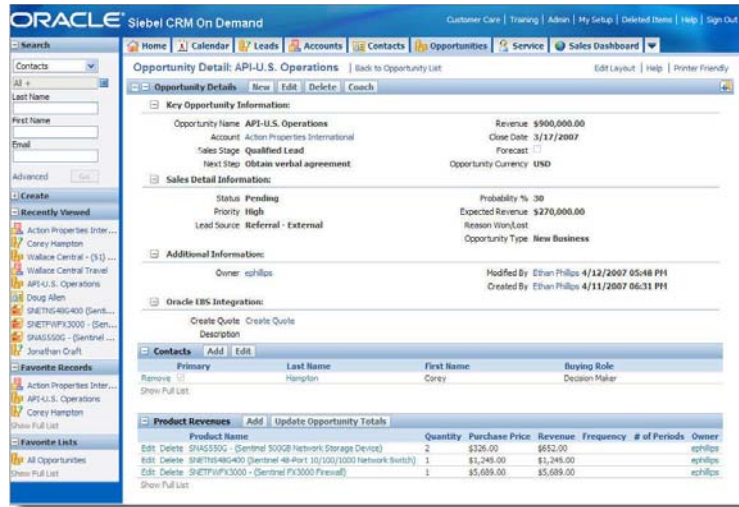 ORACLE Siebel CRM On Demand
Customer Care | Training | Admin | My Setup | Deleted Items | Help | Sign Out
Search
Home Calendar Leads Accounts Contacts Opportunities Service Sales Dashboard
Contacts
All +
Last Name
First Name
Email
Advanced Go
Create
Recently Viewed
Action Properties Inter...
Corey Hampton
Wallace Central - (S1) ...
Wallace Central Travel
API-U.S. Operations
Doug Allen
SNETNS48G400 (Senti...
SNETFWFX3000 - (Sen...
SNAS550G - (Sentinel ...
Jonathan Craft
Favorite Records
Action Properties Inter...
API-U.S. Operations
Corey Hampton
Show Full List
Favorite Lists
All Opportunities
Show Full List
Opportunity Detail: API-U.S. Operations | Back to Opportunity List
Edit Layout | Help | Printer Friendly
Opportunity Details New Edit Delete Coach
Key Opportunity Information:
Opportunity Name API-U.S. Operations Revenue $900,000.00
Account Action Properties International Close Date 3/17/2007
Sales Stage Qualified Lead Forecast
Next Step Obtain verbal agreement Opportunity Currency USD
Sales Detail Information:
Status Pending Probability % 30
Priority High Expected Revenue $270,000.00
Lead Source Referral - External Reason Won/Lost
Opportunity Type New Business
Additional Information:
Owner ephillips Modified By Ethan Phillips 4/12/2007 05:48 PM
Created By Ethan Phillips 4/11/2007 06:31 PM
Oracle EBS Integration:
Create Quote Create Quote
Description
Contacts Add Edit
Primary Last Name First Name Buying Role
Remove Hampton Corey Decision Maker
Show Full List
Product Revenues Add Update Opportunity Totals
Product Name Quantity Purchase Price Revenue Frequency # of Periods Owner
Edit Delete SNAS550G - (Sentinel 500GB Network Storage Device) 2 $326.00 $652.00 ephillips
Edit Delete SNETNS48G400 (Sentinel 48-Port 10/100/1000 Network Switch) 1 $1,245.00 $1,245.00 ephillips
Edit Delete SNETFWFX3000 - (Sentinel FX3000 Firewall) 1 $5,689.00 $5,689.00 ephillips
Show Full List